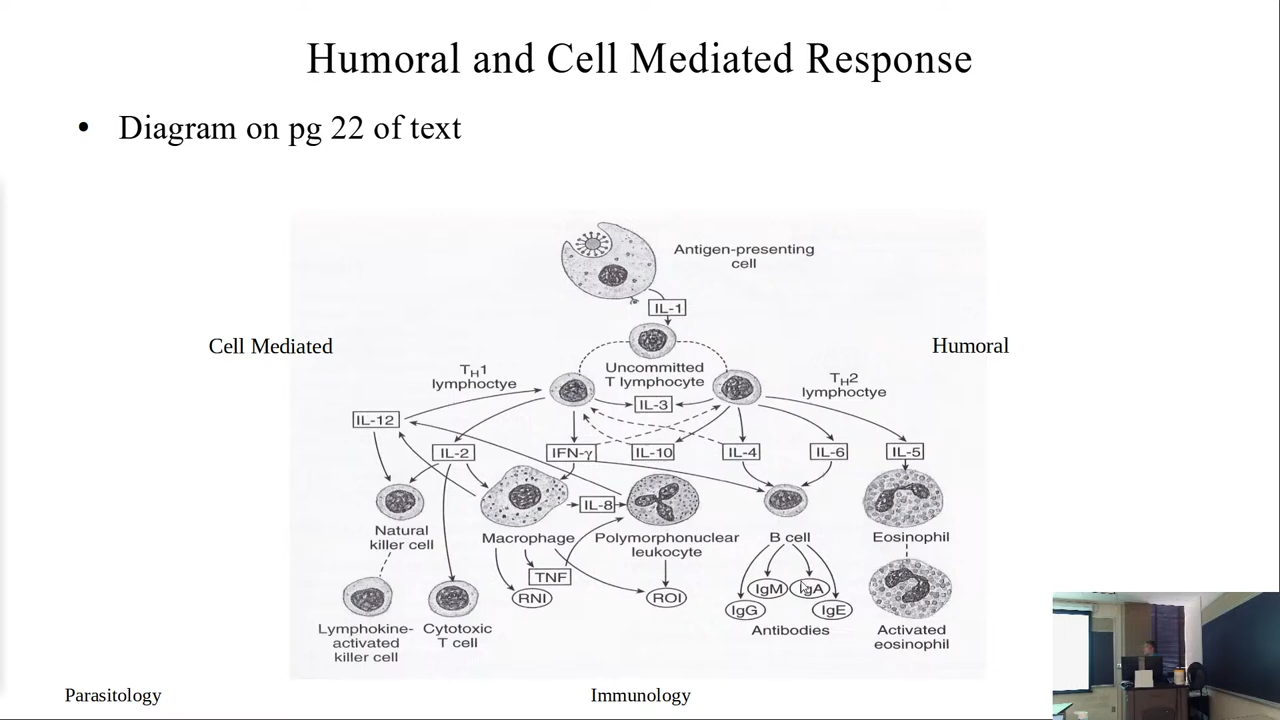 Humoral and Cell Mediated Response
• Diagram on pg 22 of text
Antigen-presenting
cell
IL-1
Cell Mediated
Humoral
Uncommitted
T lymphocyte
TH1
lymphoctye
TH2
lymphoctye
IL-3
IL-12
IL-2
IFN-γ
IL-10
IL-4
IL-6
IL-5
IL-8
Natural
killer cell
Macrophage
Polymorphonuclear
leukocyte
B cell
Eosinophil
TNF
RNI
ROI
IgM
IgA
IgG
IgE
Antibodies
Lymphokine-
activated
killer cell
Cytotoxic
T cell
Activated
eosinophil
Parasitology
Immunology